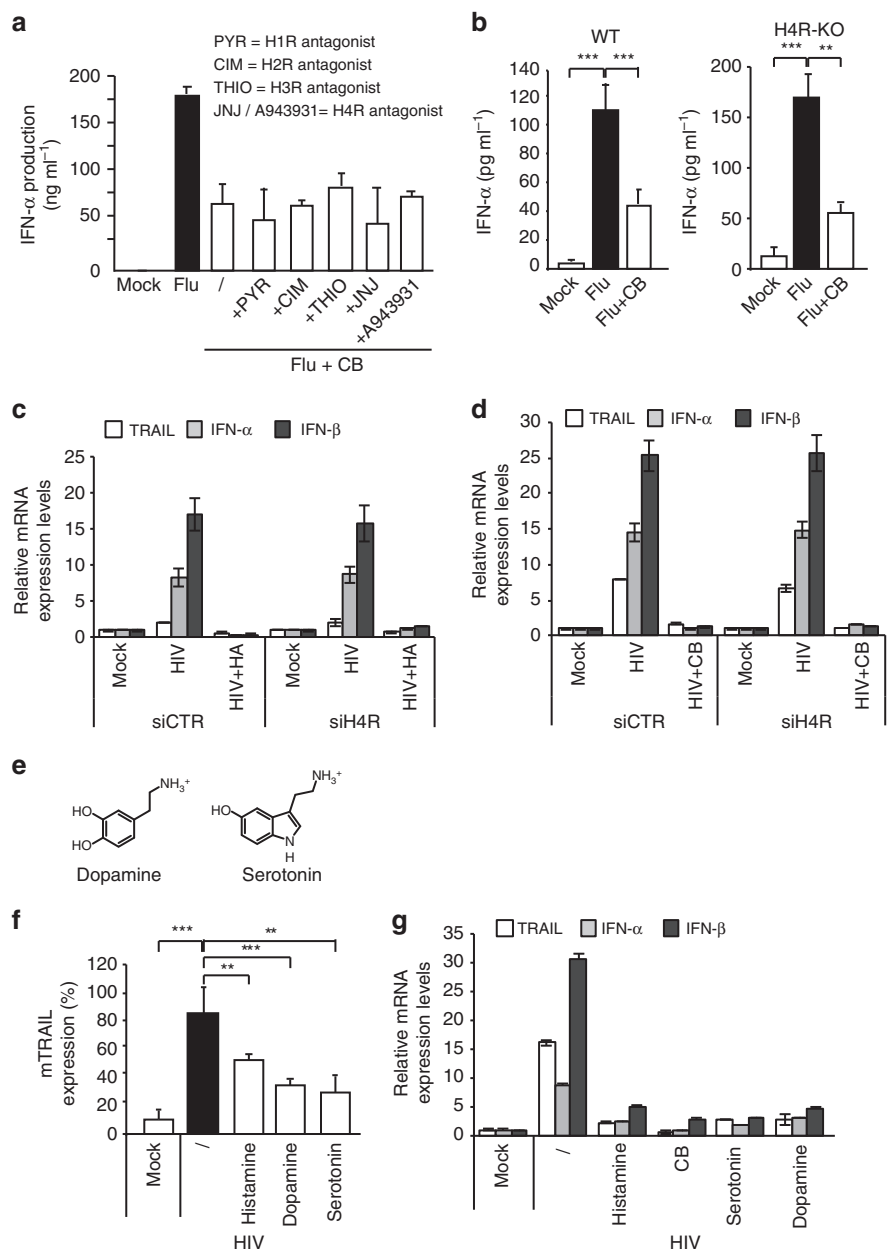 a
PYR = H1R antagonist
CIM = H2R antagonist
THIO = H3R antagonist
JNJ / A943931= H4R antagonist
IFN-α production
(ng ml⁻¹)
200
150
100
50
0
Mock
Flu
/
+PYR
+CIM
+THIO
+JNJ
+A943931
Flu + CB
b
WT
***
***
IFN-α (pg ml⁻¹)
140
120
100
80
60
40
20
0
Mock
Flu
Flu+CB
H4R-KO
***
**
IFN-α (pg ml⁻¹)
200
150
100
50
0
Mock
Flu
Flu+CB
c
TRAIL
IFN-α
IFN-β
Relative mRNA
expression levels
25
20
15
10
5
0
Mock
HIV
HIV+HA
Mock
HIV
HIV+HA
siCTR
siH4R
d
TRAIL
IFN-α
IFN-β
Relative mRNA
expression levels
30
25
20
15
10
5
0
Mock
HIV
HIV+CB
Mock
HIV
HIV+CB
siCTR
siH4R
e
HO
HO
NH₃⁺
Dopamine
HO
NH₃⁺
N
H
Serotonin
f
***
**
***
**
mTRAIL
expression (%)
120
100
80
60
40
20
0
Mock
/
Histamine
Dopamine
Serotonin
HIV
g
TRAIL
IFN-α
IFN-β
Relative mRNA
expression levels
35
30
25
20
15
10
5
0
Mock
/
Histamine
CB
Serotonin
Dopamine
HIV